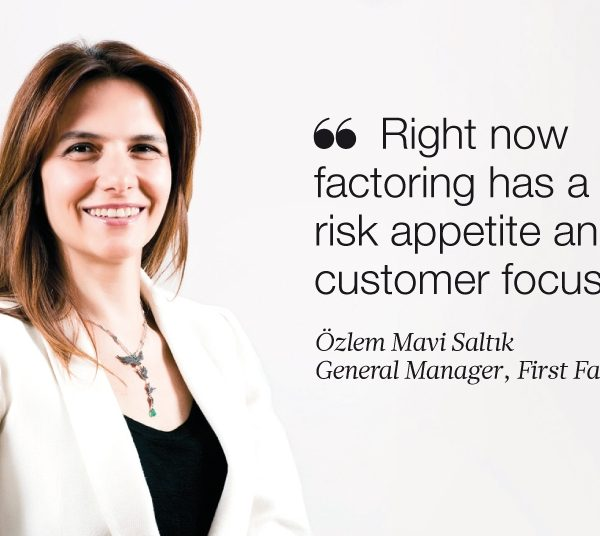 “ Right now
factoring has a
risk appetite an
customer focus
Özlem Mavi Saltık
General Manager, First Fa